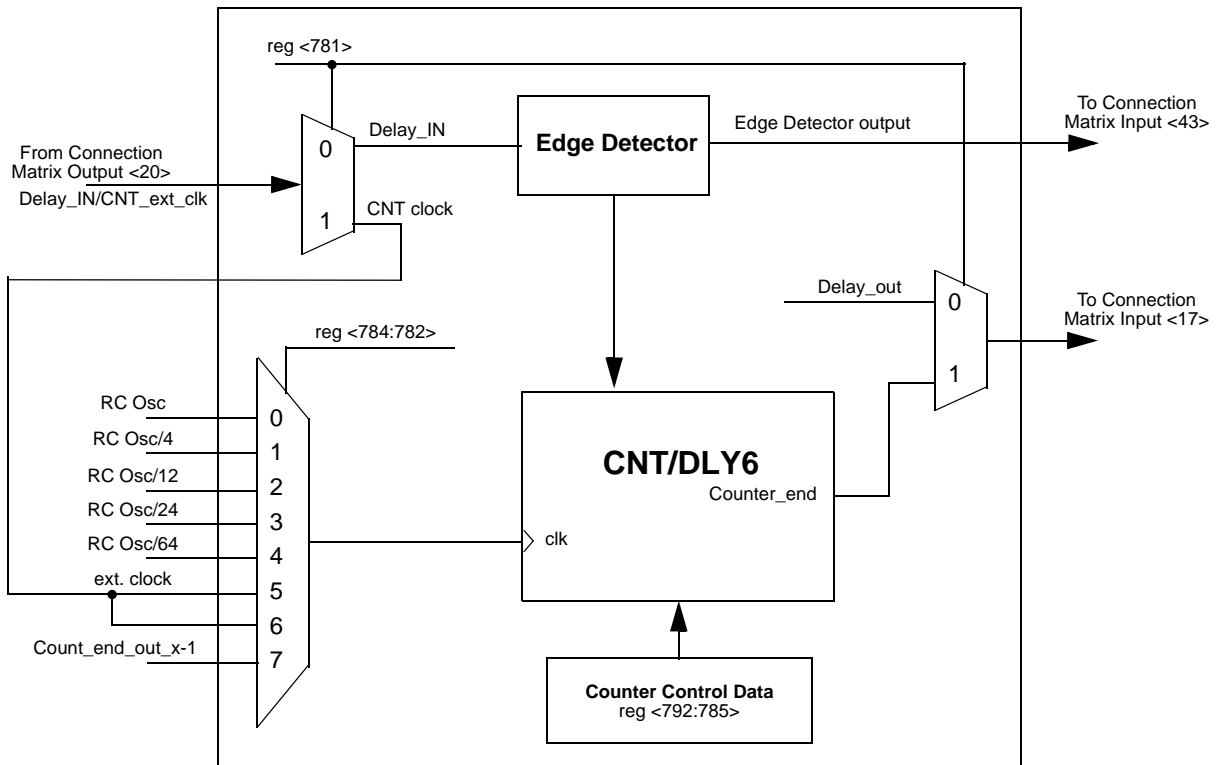 reg <781>
0
1
From Connection
Matrix Output <20>
Delay_IN/CNT_ext_clk
Delay_IN
CNT clock
Edge Detector
Edge Detector output
To Connection
Matrix Input <43>
Delay_out
0
1
To Connection
Matrix Input <17>
reg <784:782>
RC Osc
0
RC Osc/4
1
RC Osc/12
2
RC Osc/24
3
RC Osc/64
4
ext. clock
5
6
Count_end_out_x-1
7
CNT/DLY6
Counter_end
clk
Counter Control Data
reg <792:785>